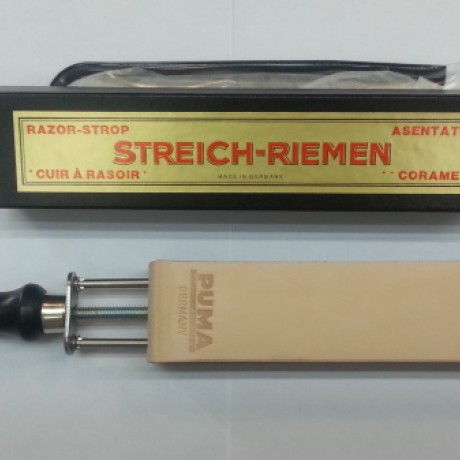 RAZOR-STROP
ASENTAT
STREICH-RIEMEN
"CUIR À RASOIR"
MADE IN GERMANY
CORAME
PUMA
GERMANY